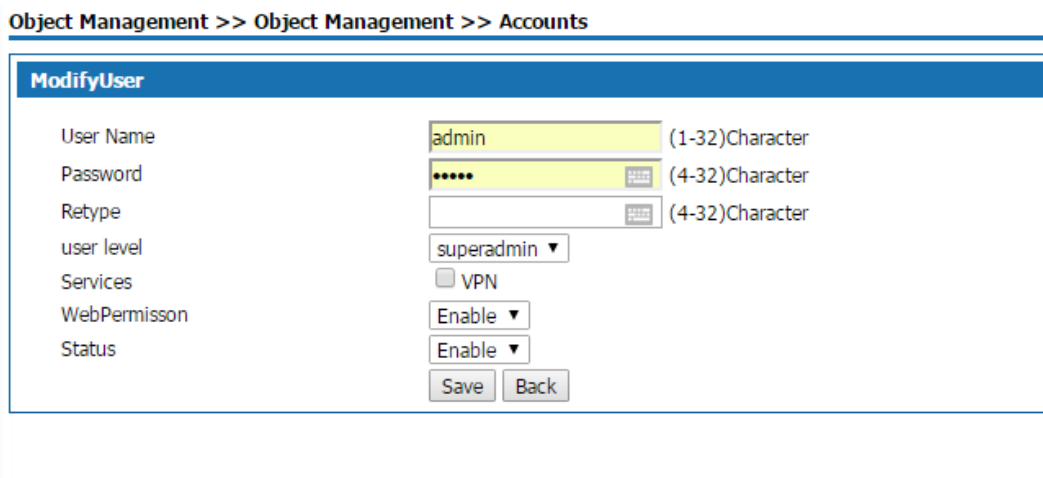 Object Management >> Object Management >> Accounts
ModifyUser
User Name admin (1-32)Character
Password ••••• (4-32)Character
Retype (4-32)Character
user level superadmin ▼
Services VPN
WebPermisson Enable ▼
Status Enable ▼
Save Back